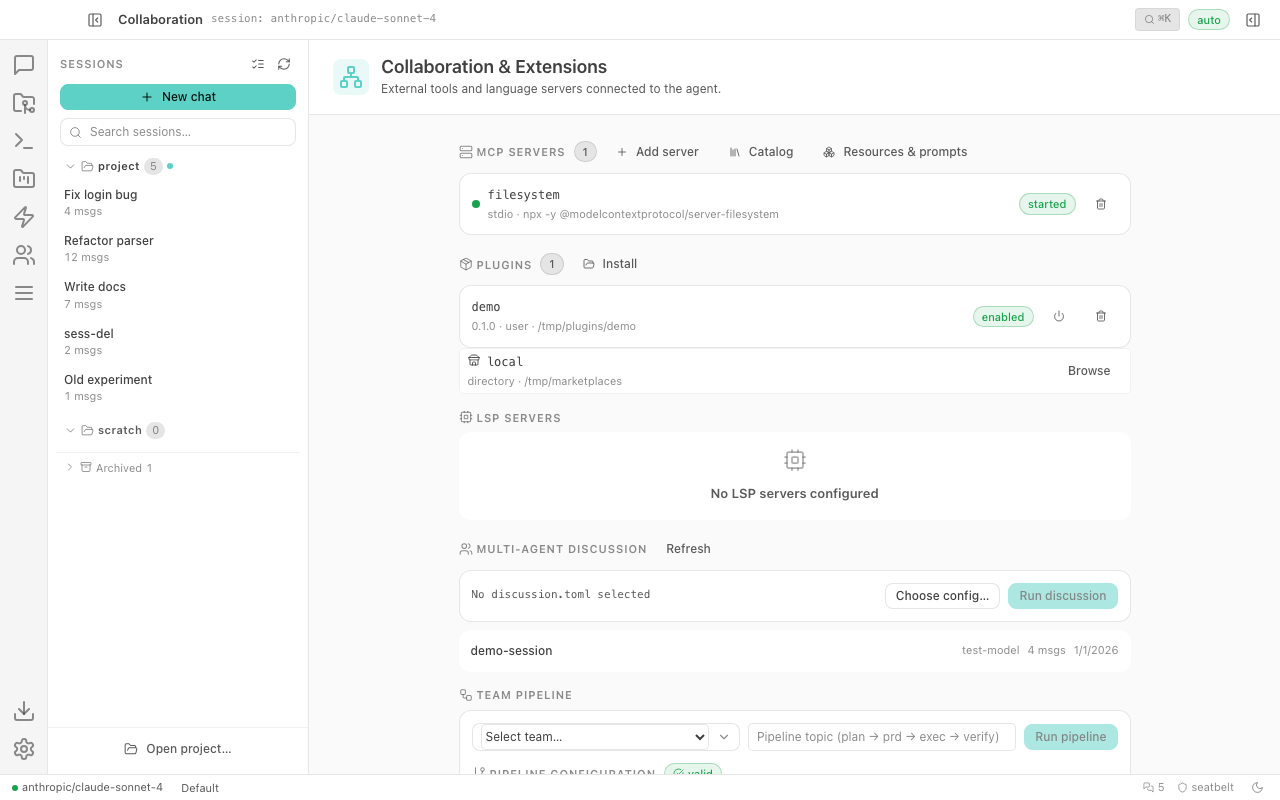 Collaboration session: anthropic/claude-sonnet-4
⌘K
auto
SESSIONS
New chat
Search sessions...
project 5
Fix login bug
4 msgs
Refactor parser
12 msgs
Write docs
7 msgs
sess-del
2 msgs
Old experiment
1 msgs
scratch 0
Archived 1
Open project...
Collaboration & Extensions
External tools and language servers connected to the agent.
MCP SERVERS 1 Add server Catalog Resources & prompts
filesystem
stdio · npx -y @modelcontextprotocol/server-filesystem
started
PLUGINS 1 Install
demo
0.1.0 · user · /tmp/plugins/demo
enabled
local
directory · /tmp/marketplaces
Browse
LSP SERVERS
No LSP servers configured
MULTI-AGENT DISCUSSION Refresh
No discussion.toml selected
Choose config... Run discussion
demo-session test-model 4 msgs 1/1/2026
TEAM PIPELINE
Select team... Pipeline topic (plan → prd → exec → verify) Run pipeline
PIPELINE CONFIGURATION valid
anthropic/claude-sonnet-4 Default 5 seatbelt